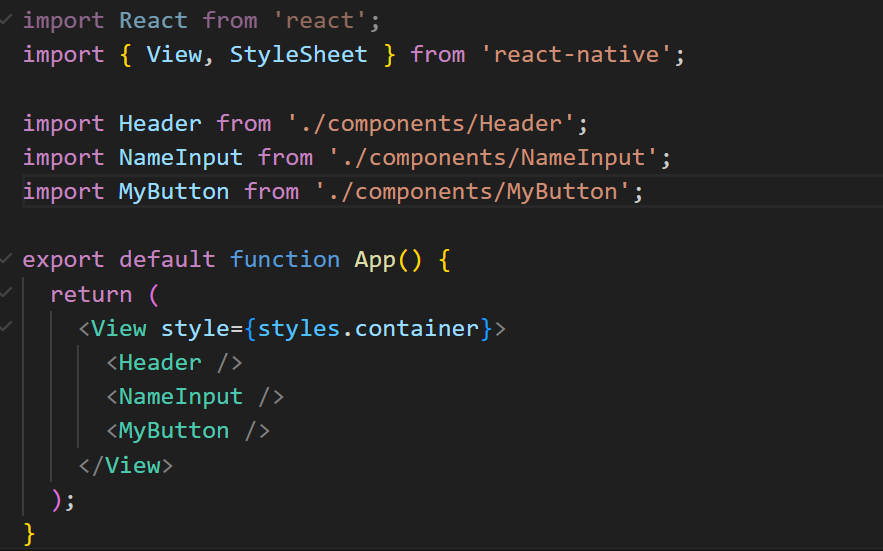 import React from 'react';
import { View, StyleSheet } from 'react-native';

import Header from './components/Header';
import NameInput from './components/NameInput';
import MyButton from './components/MyButton';

export default function App() {
  return (
    <View style={styles.container}>
      <Header />
      <NameInput />
      <MyButton />
    </View>
  );
}